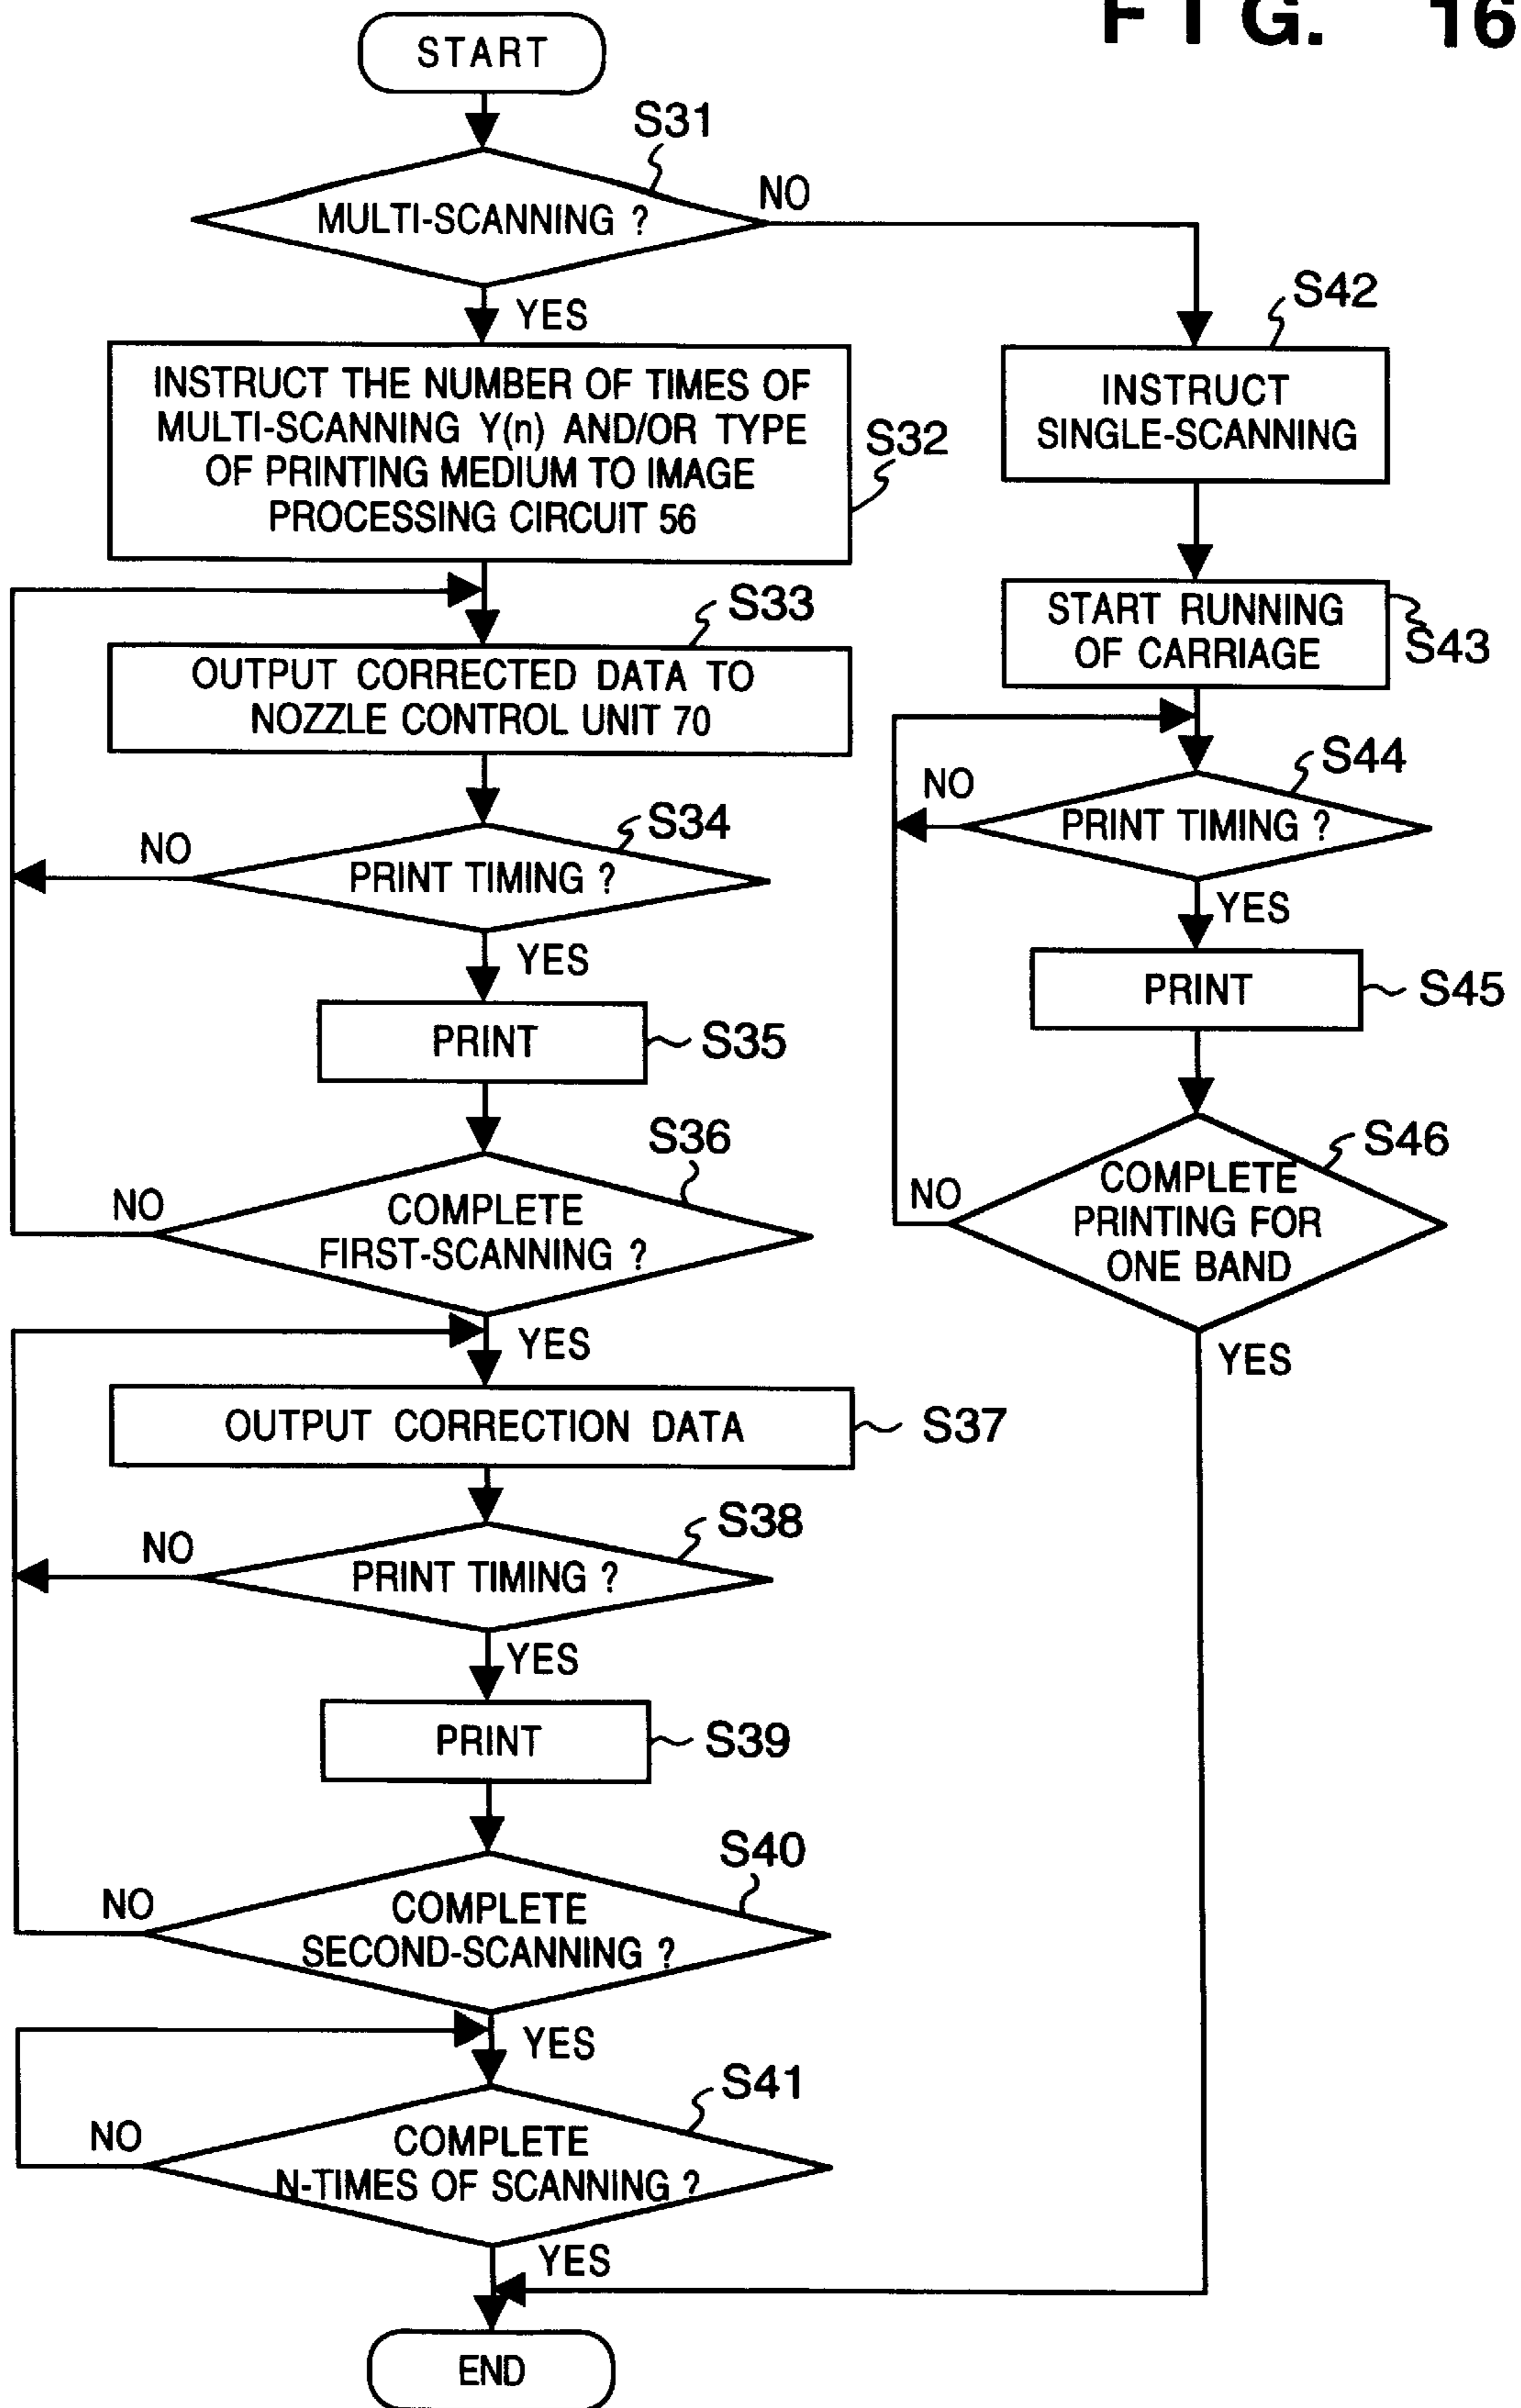 FIG. 16
START
S31
MULTI-SCANNING ?
NO
YES
INSTRUCT THE NUMBER OF TIMES OF
MULTI-SCANNING Y(n) AND/OR TYPE
OF PRINTING MEDIUM TO IMAGE
PROCESSING CIRCUIT 56
S32
S33
OUTPUT CORRECTED DATA TO
NOZZLE CONTROL UNIT 70
S34
NO
PRINT TIMING ?
YES
PRINT
S35
S36
NO
COMPLETE
FIRST-SCANNING ?
YES
OUTPUT CORRECTION DATA
S37
S38
NO
PRINT TIMING ?
YES
PRINT
S39
S40
NO
COMPLETE
SECOND-SCANNING ?
YES
S41
NO
COMPLETE
N-TIMES OF SCANNING ?
YES
END
S42
INSTRUCT
SINGLE-SCANNING
START RUNNING
OF CARRIAGE
S43
S44
NO
PRINT TIMING ?
YES
PRINT
S45
S46
NO
COMPLETE
PRINTING FOR
ONE BAND
YES